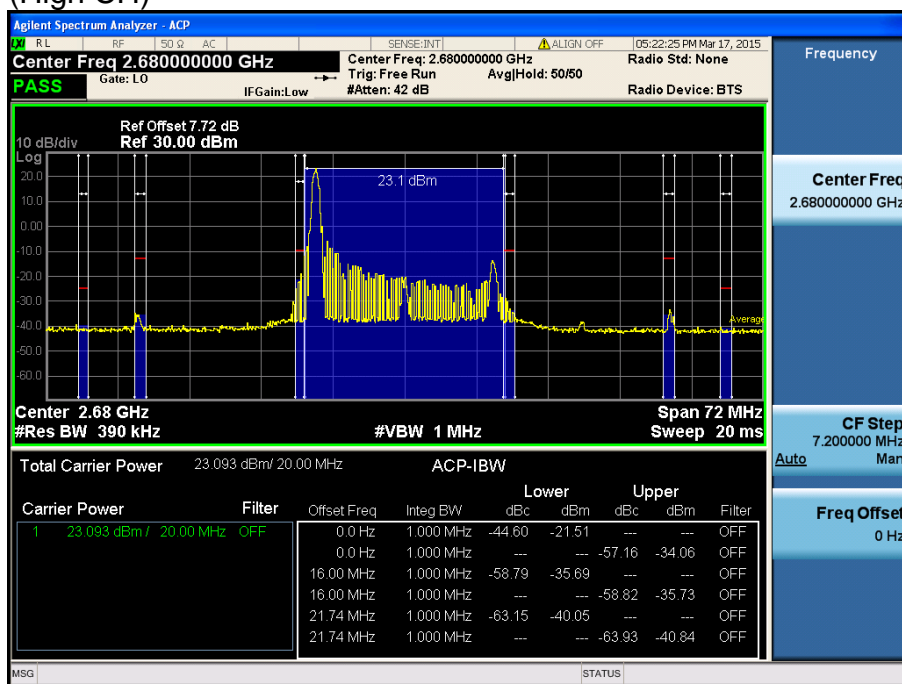 (High CH)
Agilent Spectrum Analyzer - ACP
LXI RL RF 50 Ω AC SENSE:INT ALIGN OFF 05:22:25 PM Mar 17, 2015
Center Freq 2.680000000 GHz Center Freq: 2.680000000 GHz Radio Std: None
PASS Gate: LO Trig: Free Run Avg|Hold: 50/50
IFGain:Low #Atten: 42 dB Radio Device: BTS
Ref Offset 7.72 dB
10 dB/div Ref 30.00 dBm
Log
20.0
10.0
0.00
-10.0
-20.0
-30.0
-40.0
-50.0
-60.0
23.1 dBm
Average
Center 2.68 GHz Span 72 MHz
#Res BW 390 kHz #VBW 1 MHz Sweep 20 ms
Total Carrier Power 23.093 dBm/ 20.00 MHz ACP-IBW
Lower Upper
Carrier Power Filter Offset Freq Integ BW dBc dBm dBc dBm Filter
1 23.093 dBm / 20.00 MHz OFF 0.0 Hz 1.000 MHz -44.60 -21.51 --- --- OFF
0.0 Hz 1.000 MHz --- --- -57.16 -34.06 OFF
16.00 MHz 1.000 MHz -58.79 -35.69 --- --- OFF
16.00 MHz 1.000 MHz --- --- -58.82 -35.73 OFF
21.74 MHz 1.000 MHz -63.15 -40.05 --- --- OFF
21.74 MHz 1.000 MHz --- --- -63.93 -40.84 OFF
MSG STATUS
Frequency
Center Freq
2.680000000 GHz
CF Step
7.200000 MHz
Auto Man
Freq Offset
0 Hz